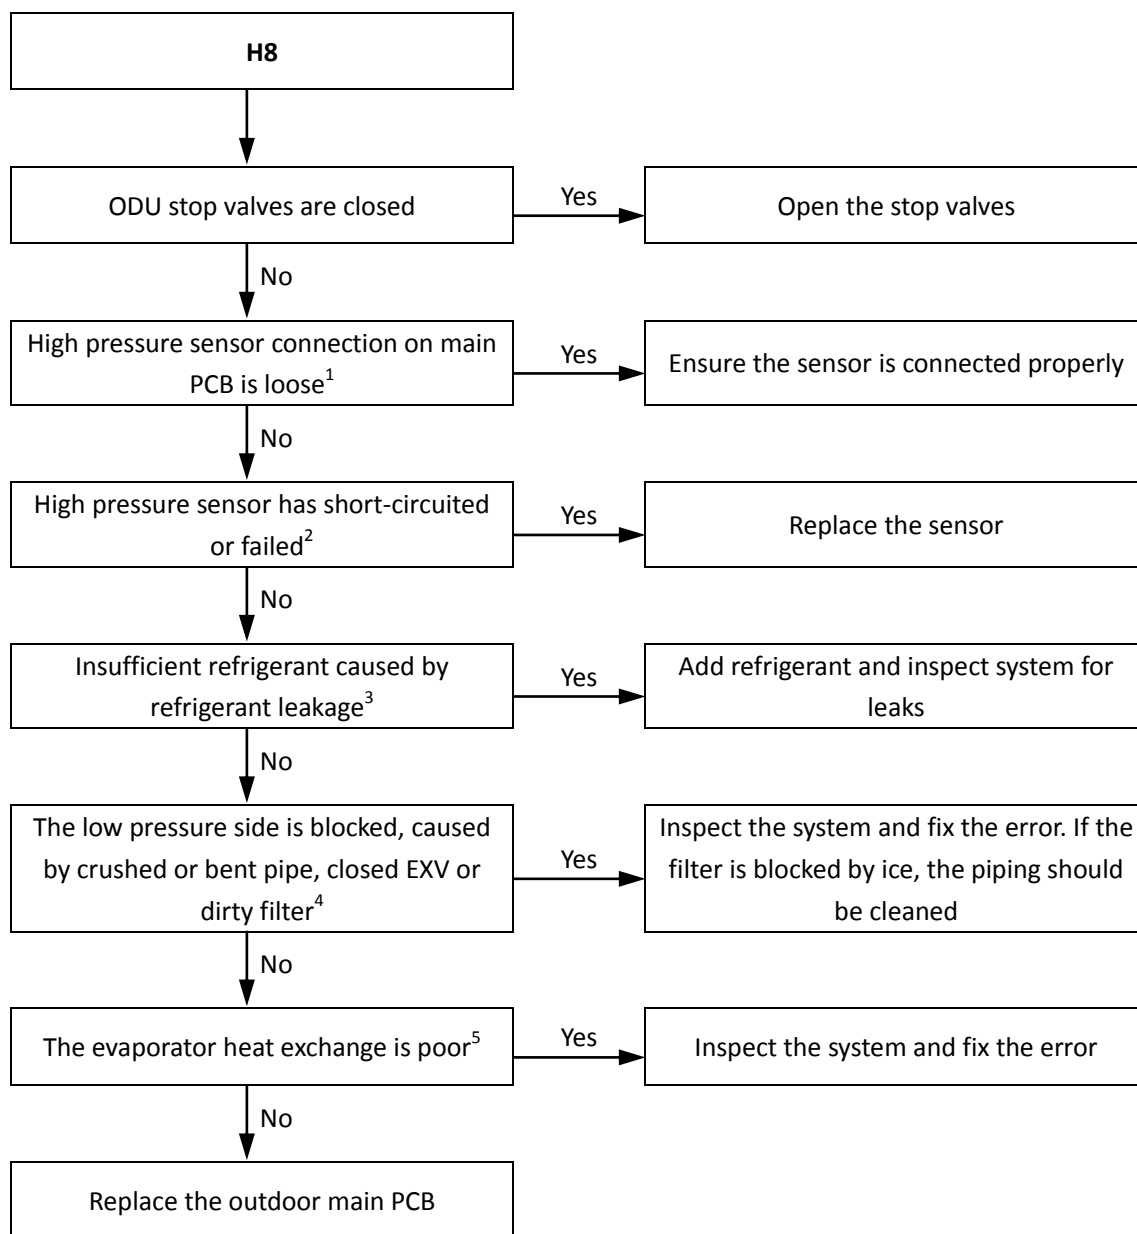 H8
ODU stop valves are closed
Yes
Open the stop valves
No
High pressure sensor connection on main
PCB is loose1
Yes
Ensure the sensor is connected properly
No
High pressure sensor has short-circuited
or failed2
Yes
Replace the sensor
No
Insufficient refrigerant caused by
refrigerant leakage3
Yes
Add refrigerant and inspect system for
leaks
No
The low pressure side is blocked, caused
by crushed or bent pipe, closed EXV or
dirty filter4
Yes
Inspect the system and fix the error. If the
filter is blocked by ice, the piping should
be cleaned
No
The evaporator heat exchange is poor5
Yes
Inspect the system and fix the error
No
Replace the outdoor main PCB